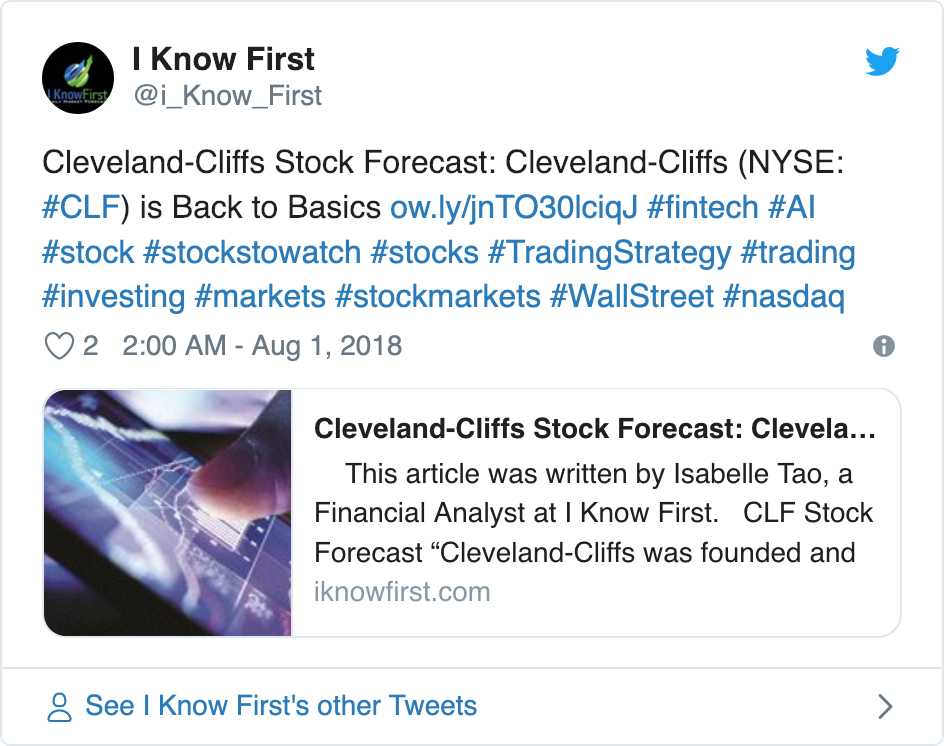 I Know First
@i_Know_First
I KnowFirst
Cleveland-Cliffs Stock Forecast: Cleveland-Cliffs (NYSE:
#CLF) is Back to Basics ow.ly/jnTO30lciqJ #fintech #AI
#stock #stockstowatch #stocks #TradingStrategy #trading
#investing #markets #stockmarkets #WallStreet #nasdaq
2 2:00 AM - Aug 1, 2018
Cleveland-Cliffs Stock Forecast: Clevela...
This article was written by Isabelle Tao, a
Financial Analyst at I Know First. CLF Stock
Forecast “Cleveland-Cliffs was founded and
iknowfirst.com
See I Know First's other Tweets